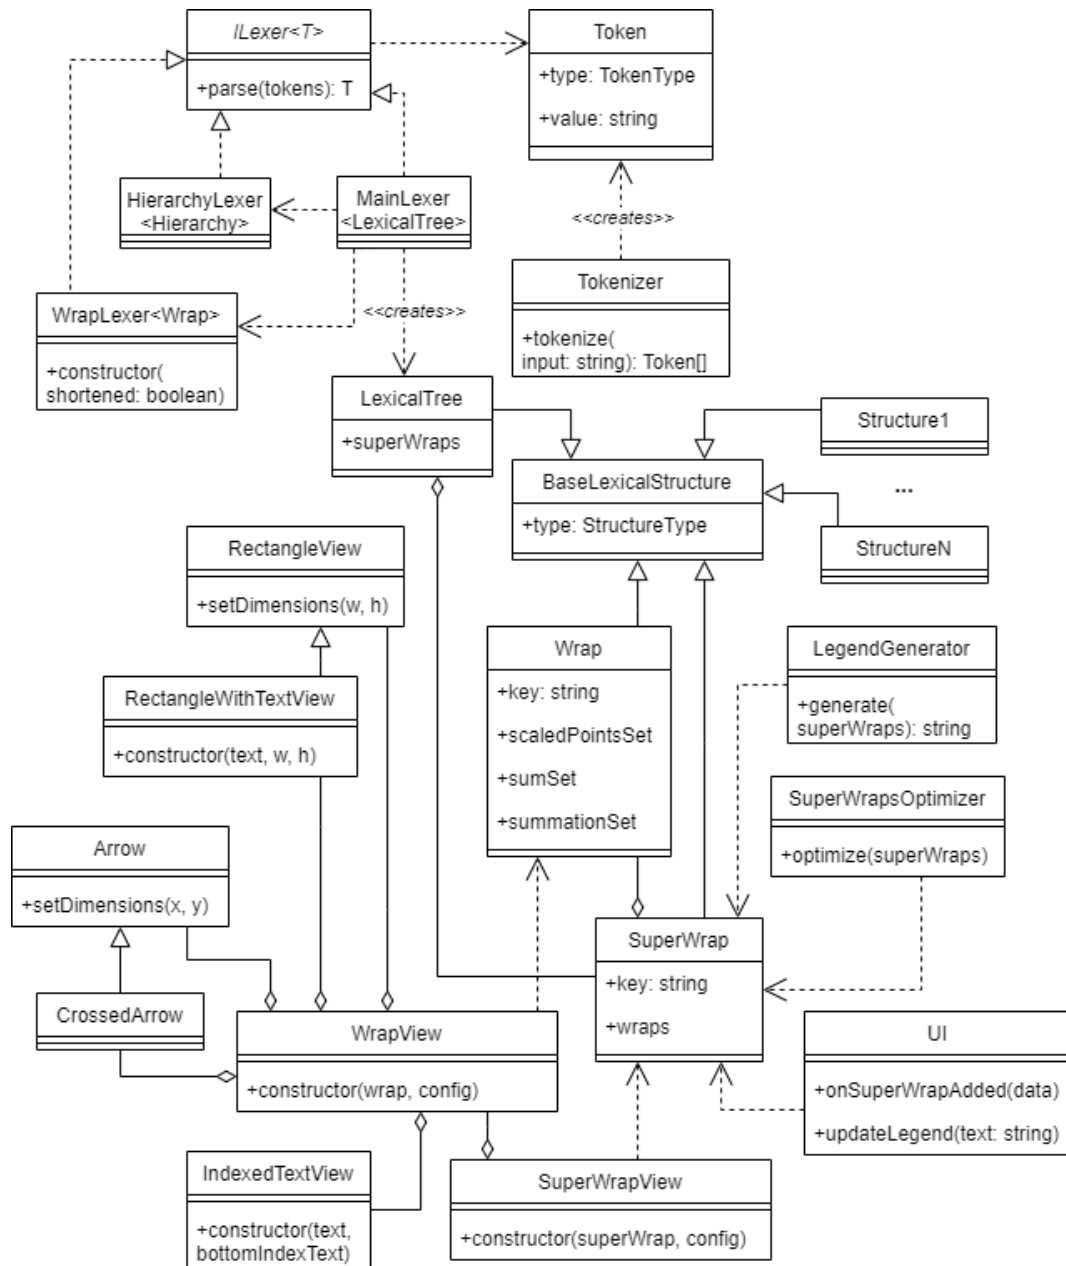 ILexer<T>
+parse(tokens): T
Token
+type: TokenType
+value: string
HierarchyLexer
<Hierarchy>
MainLexer
<LexicalTree>
<<creates>>
Tokenizer
+tokenize(
input: string): Token[]
WrapLexer<Wrap>
+constructor(
shortened: boolean)
<<creates>>
LexicalTree
+superWraps
Structure1
...
StructureN
BaseLexicalStructure
+type: StructureType
RectangleView
+setDimensions(w, h)
RectangleWithTextView
+constructor(text, w, h)
Wrap
+key: string
+scaledPointsSet
+sumSet
+summationSet
LegendGenerator
+generate(
superWraps): string
SuperWrapsOptimizer
+optimize(superWraps)
Arrow
+setDimensions(x, y)
CrossedArrow
SuperWrap
+key: string
+wraps
WrapView
+constructor(wrap, config)
UI
+onSuperWrapAdded(data)
+updateLegend(text: string)
IndexedTextView
+constructor(text,
bottomIndexText)
SuperWrapView
+constructor(superWrap, config)